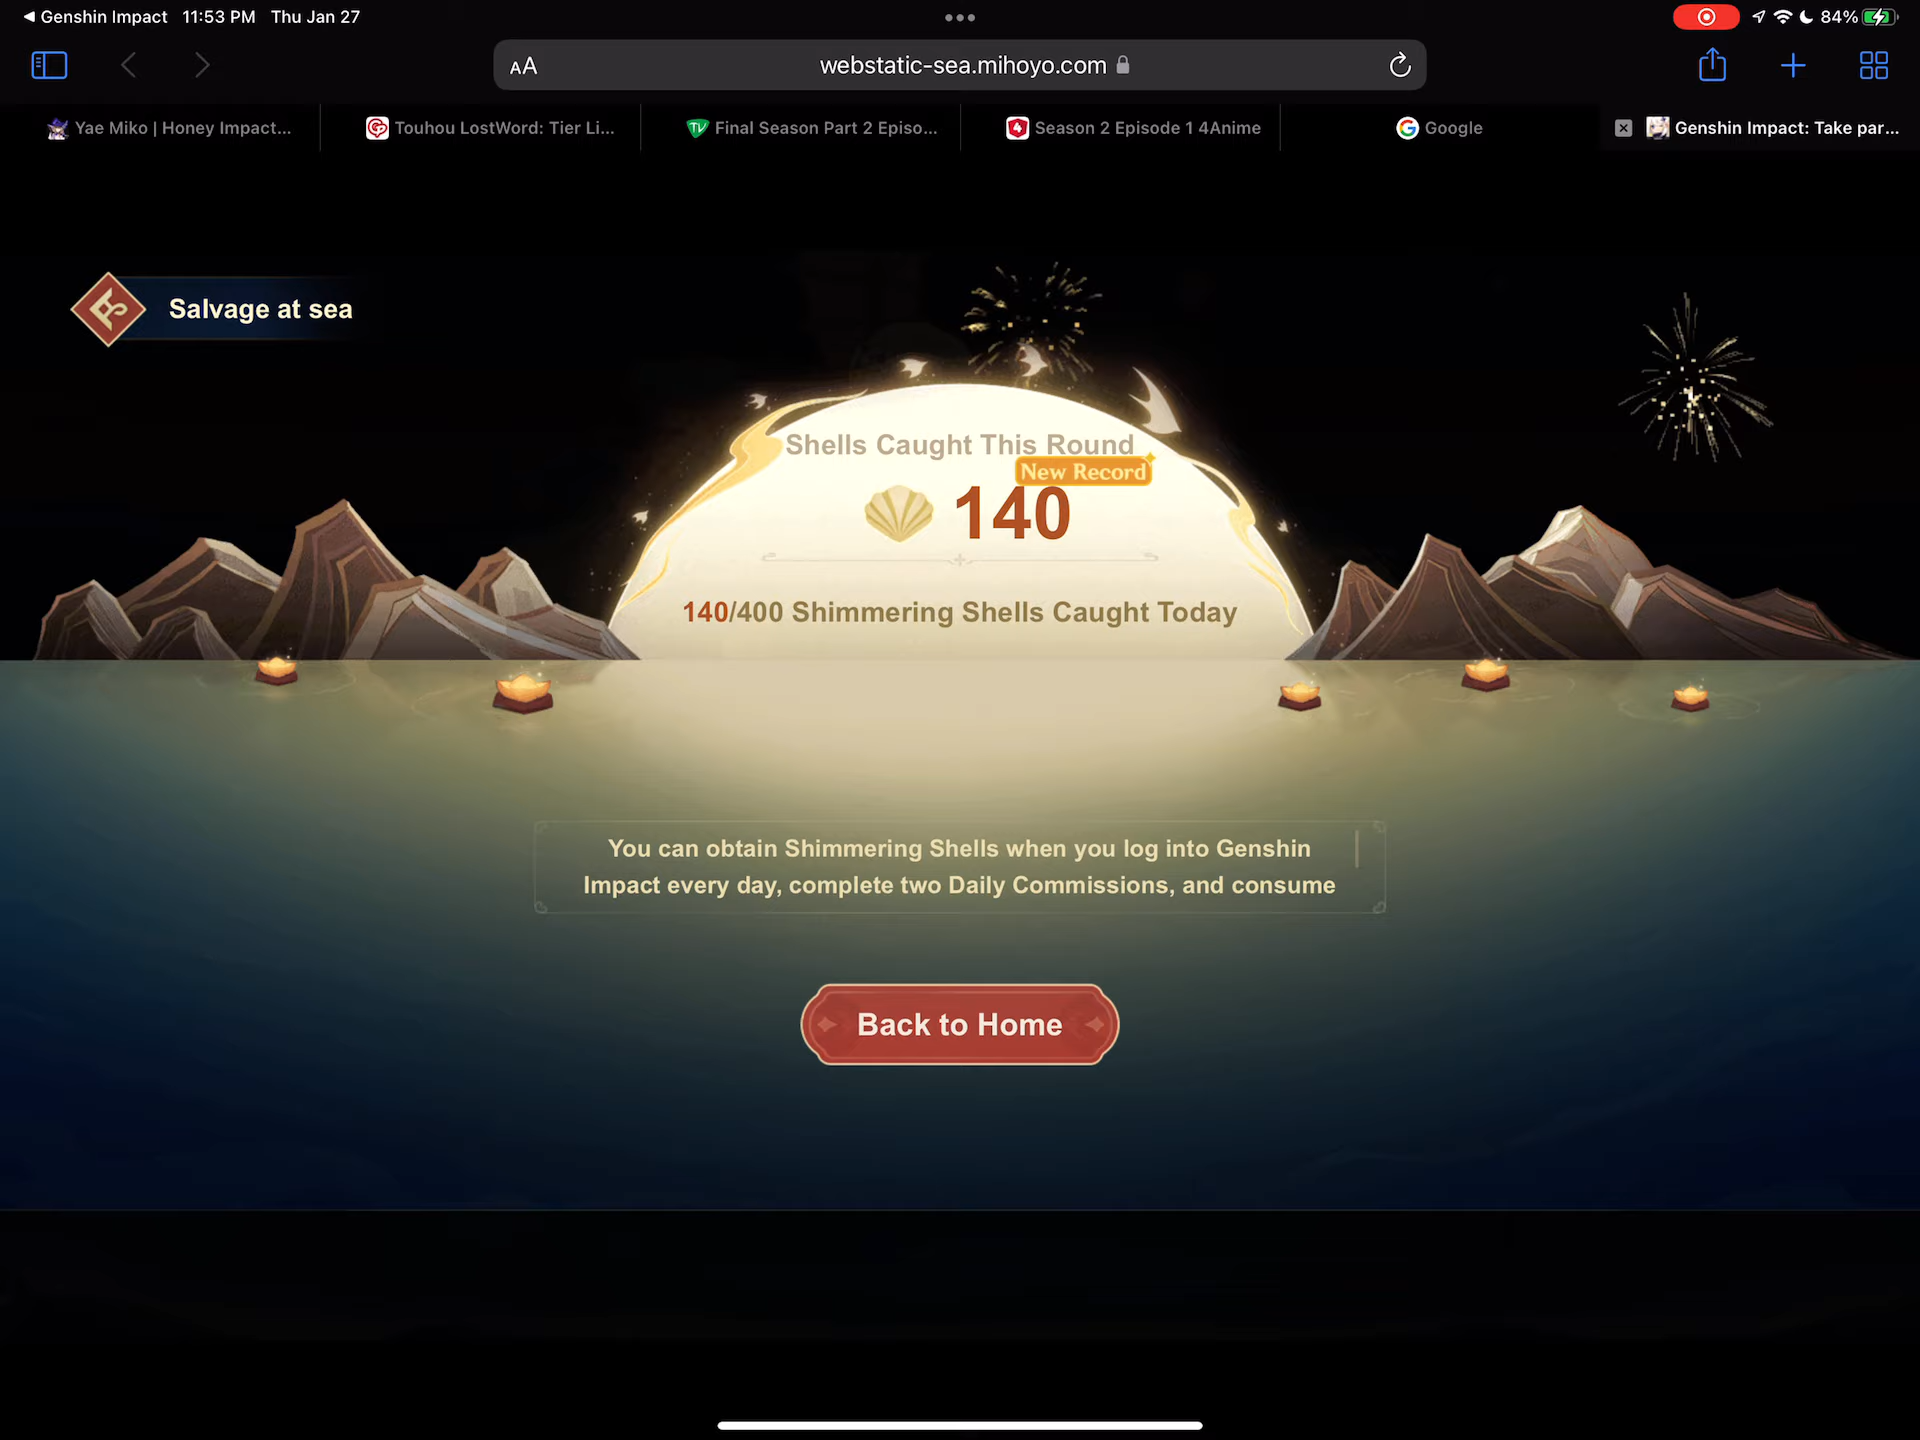 ◀ Genshin Impact 11:53 PM Thu Jan 27
84%
AA
webstatic-sea.mihoyo.com
Yae Miko | Honey Impact...
Touhou LostWord: Tier Li...
Final Season Part 2 Episo...
Season 2 Episode 1 4Anime
Google
Genshin Impact: Take par...
Salvage at sea
Shells Caught This Round
New Record
140
140/400 Shimmering Shells Caught Today
You can obtain Shimmering Shells when you log into Genshin
Impact every day, complete two Daily Commissions, and consume
Back to Home